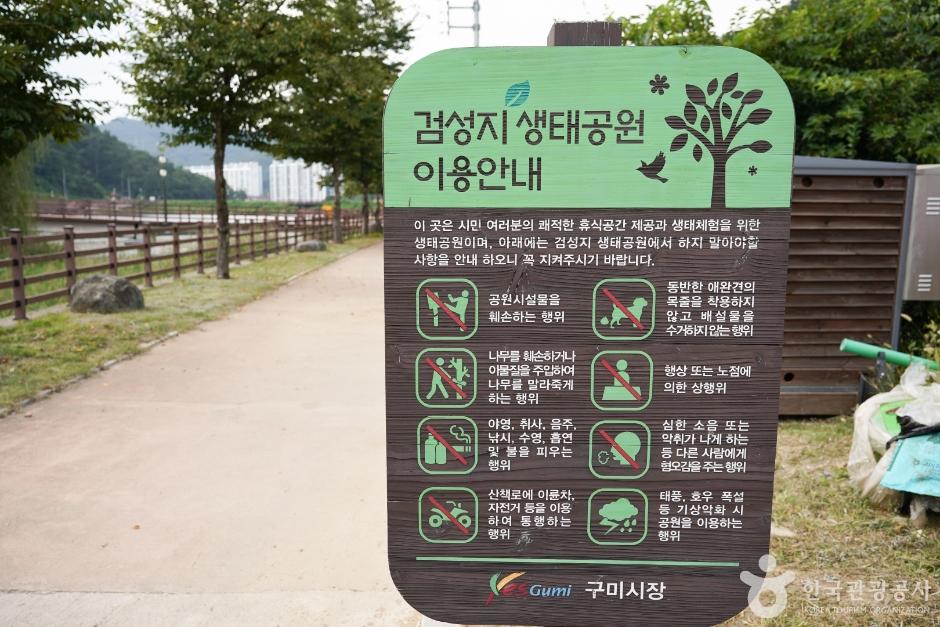 검성지 생태공원
이용안내
이 곳은 시민 여러분의 쾌적한 휴식공간 제공과 생태체험을 위한
생태공원이며, 아래에는 검성지 생태공원에서 하지 말아야할
사항을 안내 하오니 꼭 지켜주시기 바랍니다.
공원시설물을
훼손하는 행위
동반한 애완견의
목줄을 착용하지
않고 배설물을
수거하지 않는 행위
나무를 훼손하거나
이물질을 주입하여
나무를 말라죽게
하는 행위
행상 또는 노점에
의한 상행위
야영, 취사, 음주,
낚시, 수영, 흡연
및 불을 피우는
행위
심한 소음 또는
악취가 나게 하는
등 다른 사람에게
혐오감을 주는 행위
산책로에 이륜차,
자전거 등을 이용
하여 통행하는
행위
태풍, 호우 폭설
등 기상악화 시
공원을 이용하는
행위
Yes Gumi 구미시장
한국관광공사
KOREA TOURISM ORGANIZATION